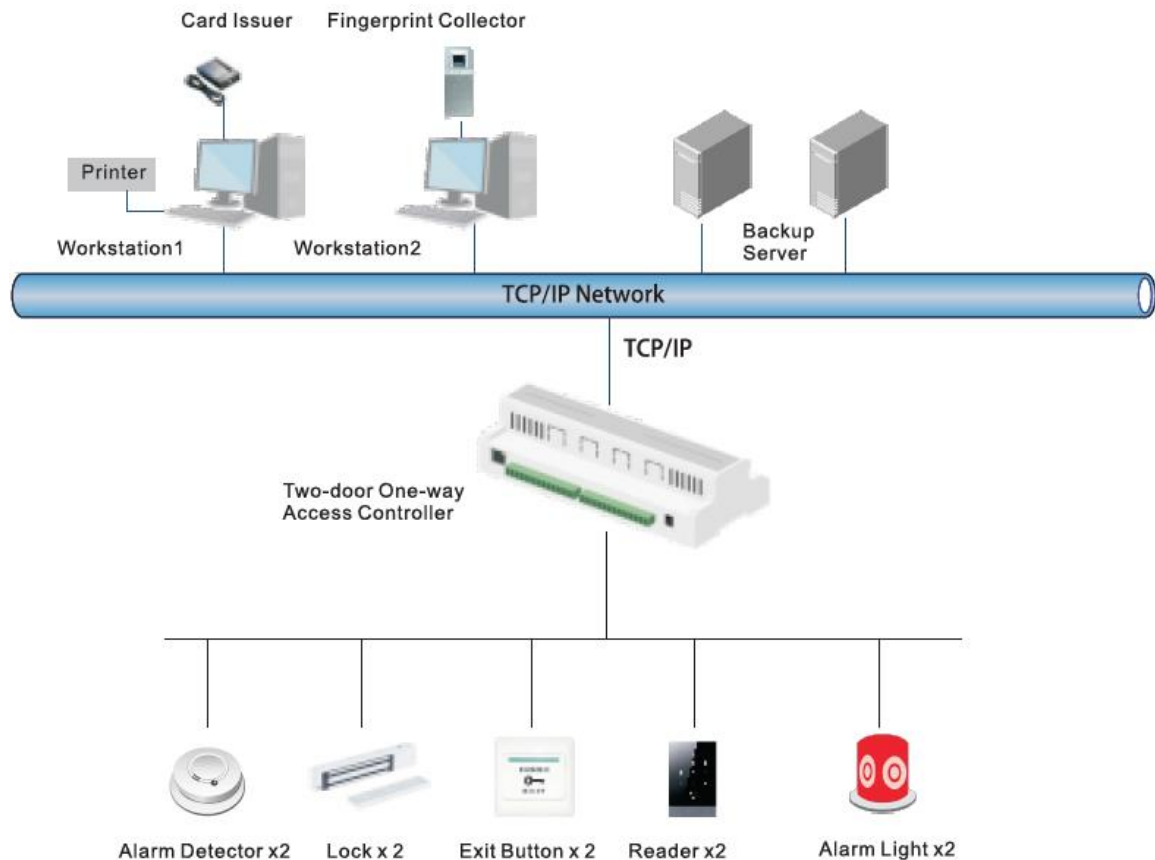 Card Issuer
Fingerprint Collector
Printer
Workstation1
Workstation2
Backup
Server
TCP/IP Network
TCP/IP
Two-door One-way
Access Controller
Alarm Detector x2
Lock x 2
Exit Button x 2
Reader x2
Alarm Light x2